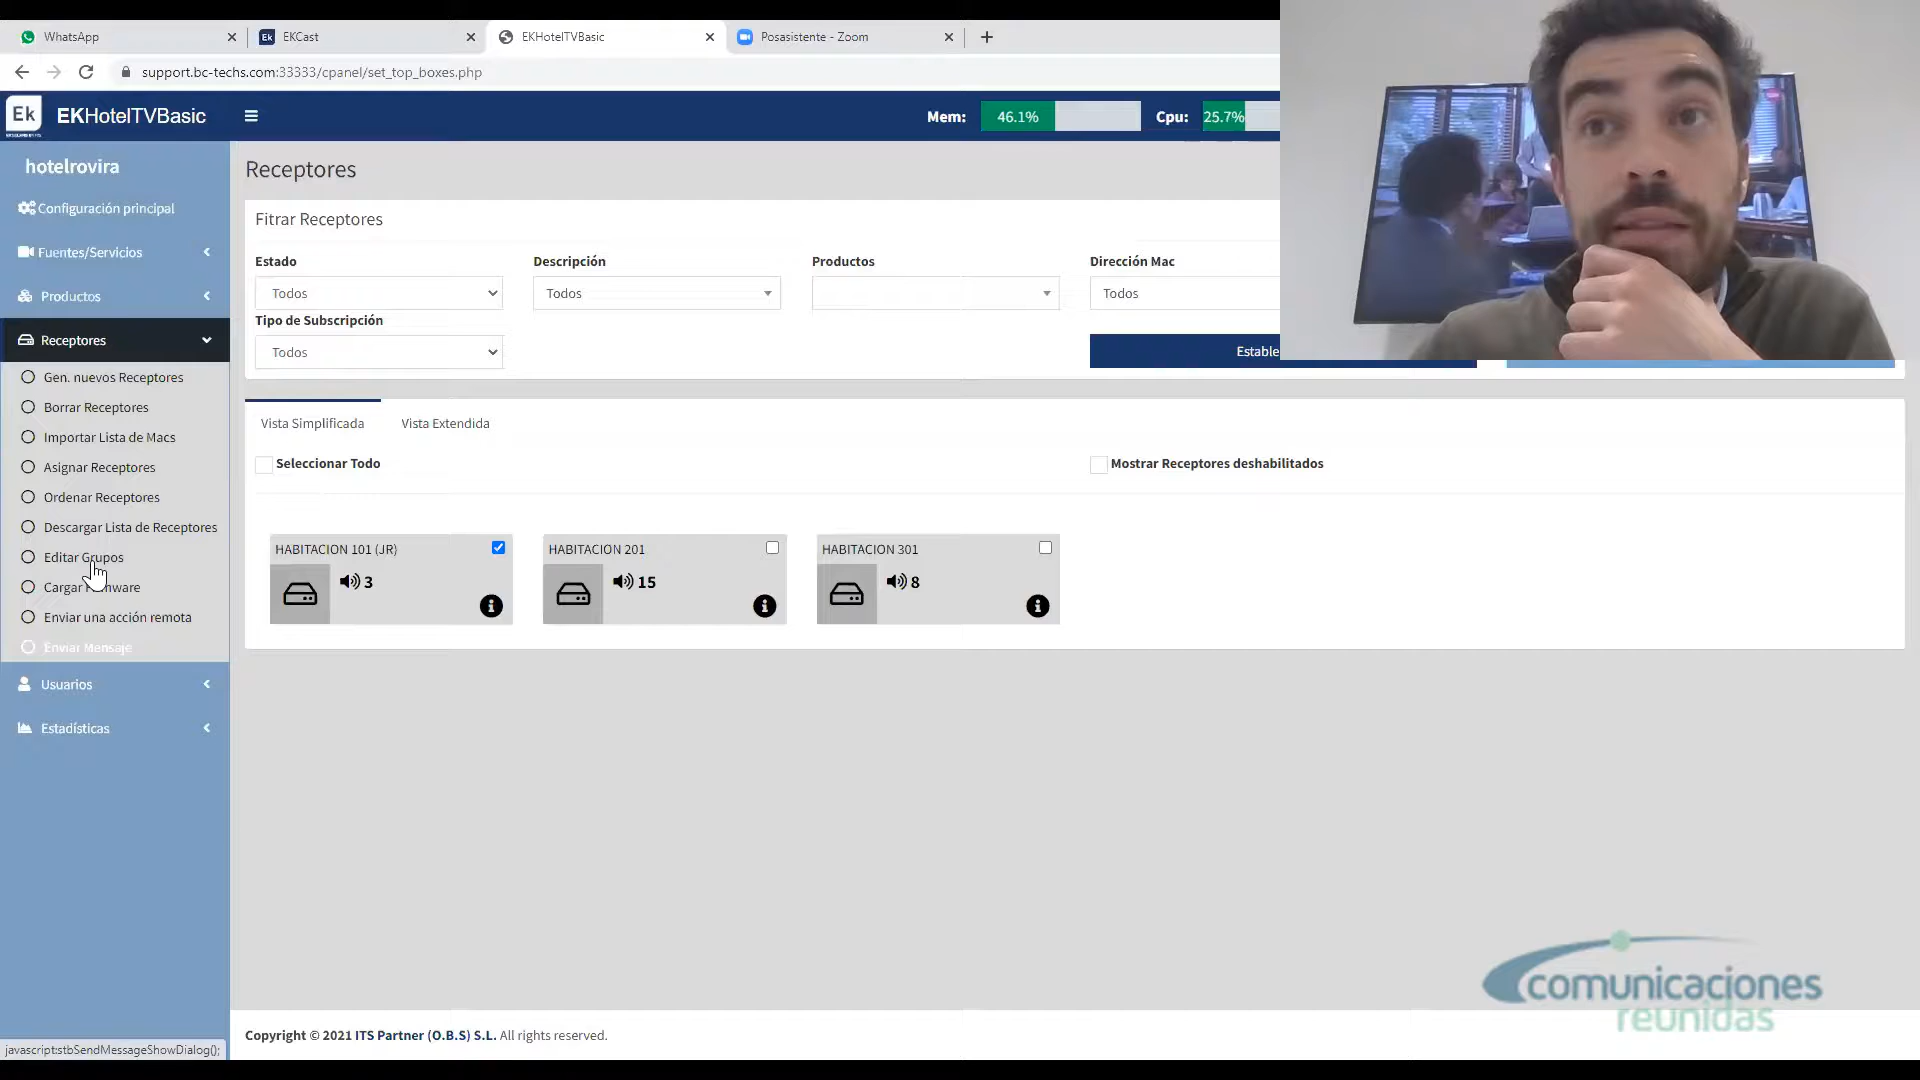 WhatsApp
EKCast
EKHotelTVBasic
Posasistente - Zoom
support.bc-techs.com:33333/cpanel/set_top_boxes.php
Ek
EKHotelTVBasic
Mem:
46.1%
Cpu:
25.7%
hotelrovira
Configuración principal
Fuentes/Servicios
Productos
Receptores
Gen. nuevos Receptores
Borrar Receptores
Importar Lista de Macs
Asignar Receptores
Ordenar Receptores
Descargar Lista de Receptores
Editar Grupos
Cargar
Enviar una acción remota
Enviar Mensaje
Usuarios
Estadísticas
Receptores
Fitrar Receptores
Estado
Descripción
Productos
Dirección Mac
Todos
Todos
Todos
Tipo de Subscripción
Todos
Estable
Vista Simplificada
Vista Extendida
Seleccionar Todo
Mostrar Receptores deshabilitados
HABITACION 101 (JR)
3
HABITACION 201
15
HABITACION 301
8
comunicaciones
reunidas
Copyright © 2021 ITS Partner (O.B.S) S.L. All rights reserved.
javascript:stbSendMessageShowDialog();